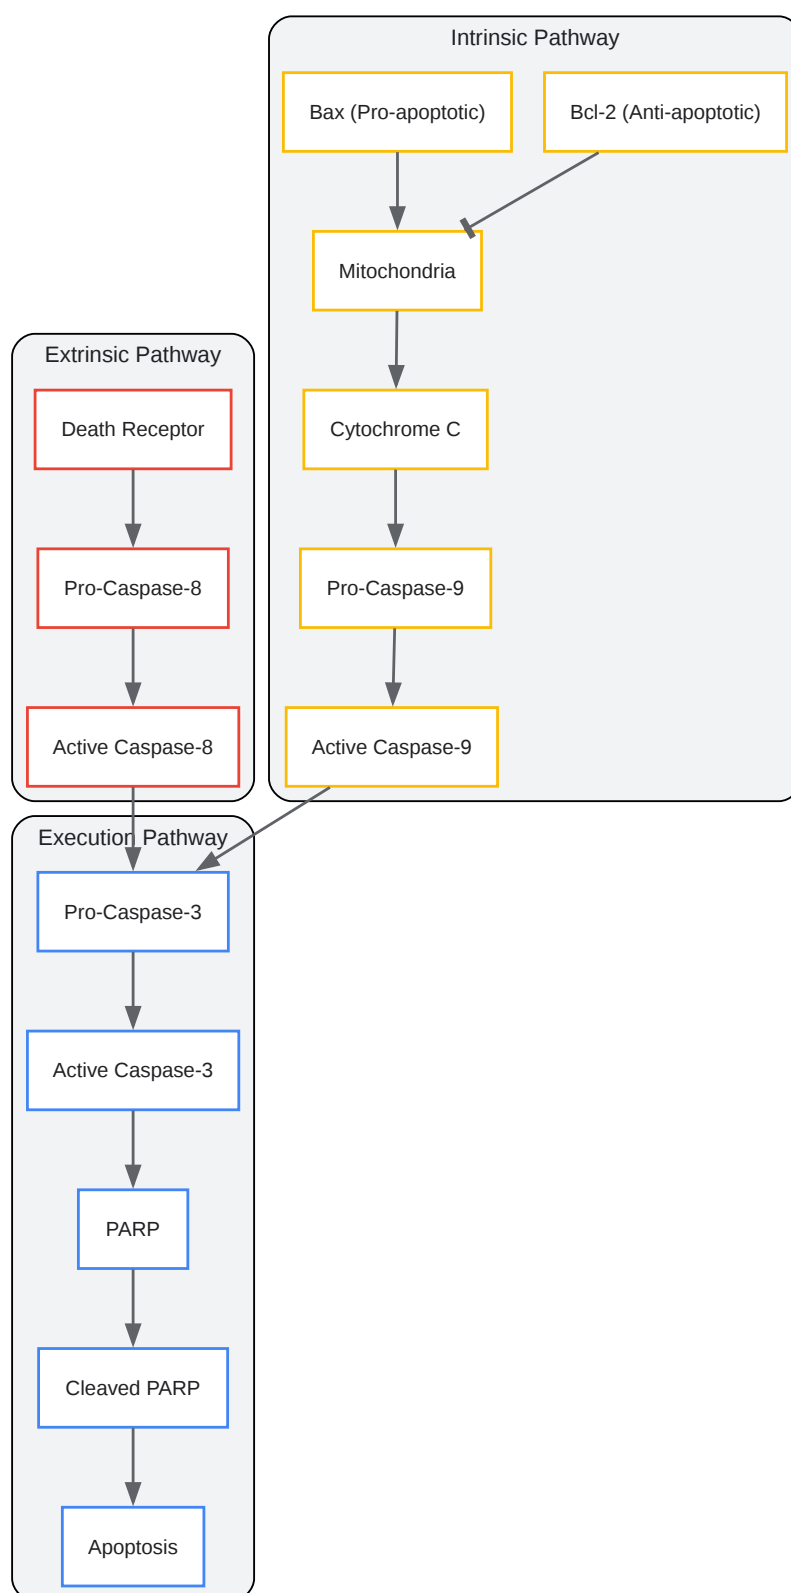 Intrinsic Pathway
Bax (Pro-apoptotic)
Bcl-2 (Anti-apoptotic)
Mitochondria
Extrinsic Pathway
Death Receptor
Cytochrome C
Pro-Caspase-8
Pro-Caspase-9
Active Caspase-8
Active Caspase-9
Execution Pathway
Pro-Caspase-3
Active Caspase-3
PARP
Cleaved PARP
Apoptosis